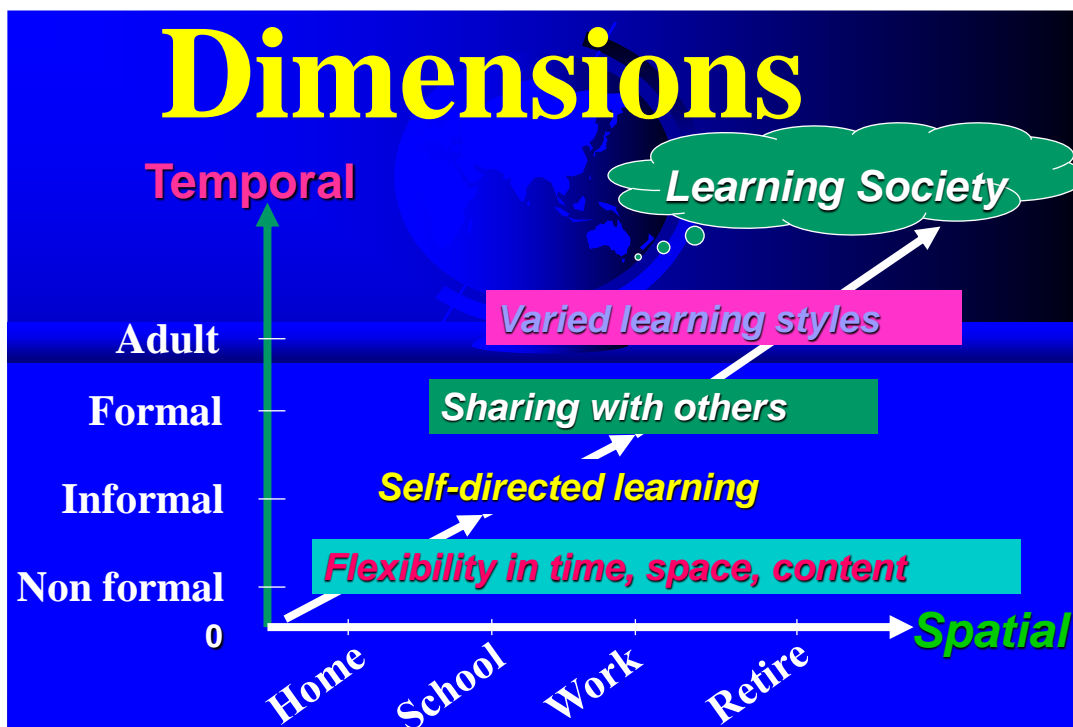 Dimensions
Temporal
Learning Society
Varied learning styles
Adult
Formal
Sharing with others
Self-directed learning
Informal
Flexibility in time, space, content
Non formal
0
Spatial
Home
School
Work
Retire